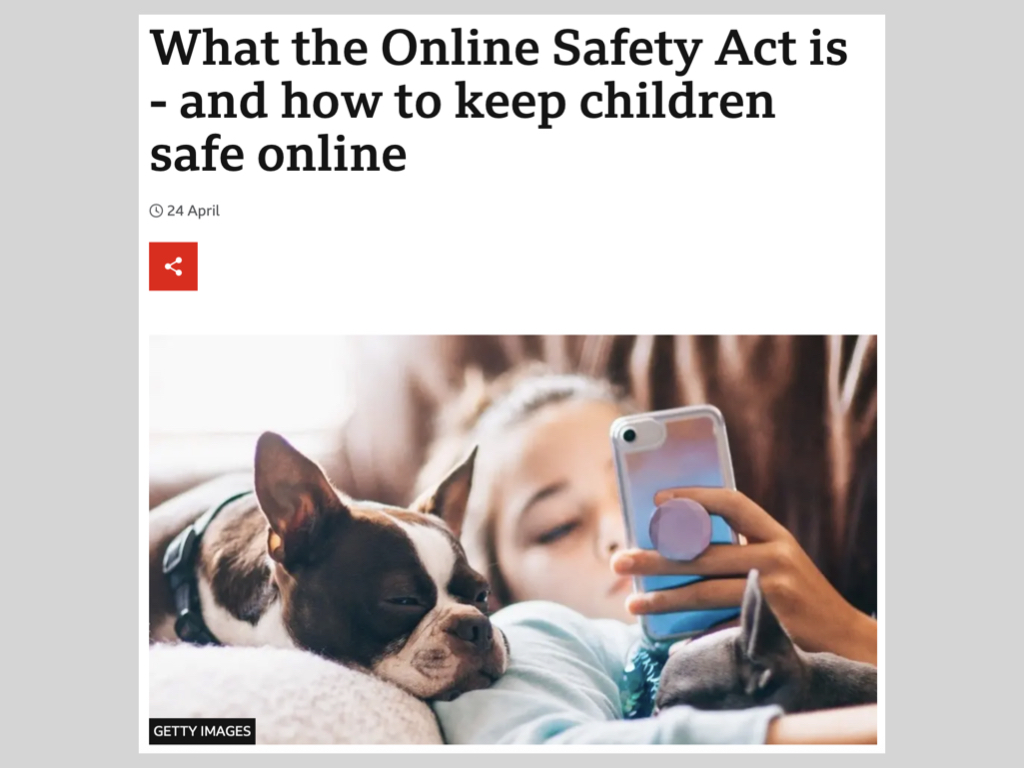 What the Online Safety Act is
- and how to keep children
safe online
24 April
GETTY IMAGES